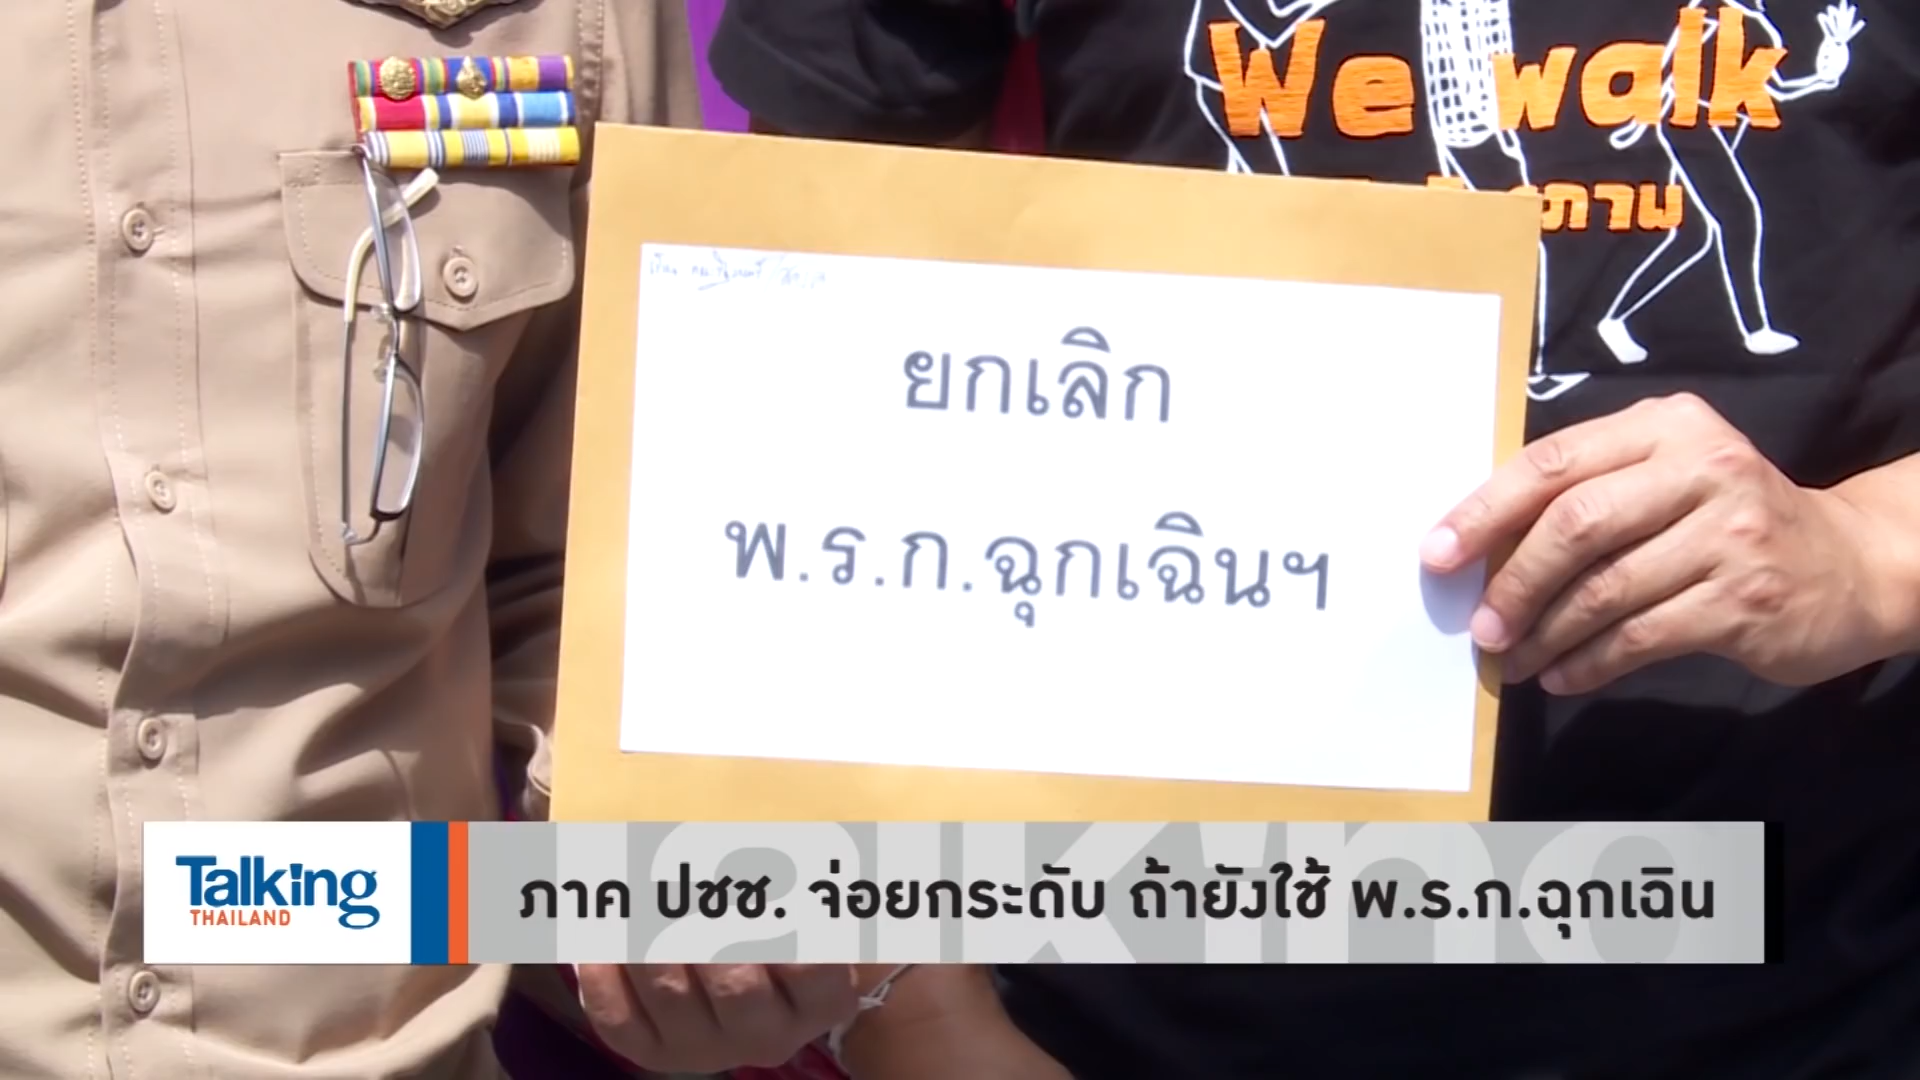 We walk
ยกเลิก
พ.ร.ก.ฉุกเฉินฯ
Talking
THAILAND
ภาค ปชช. จ่อยกระดับ ถ้ายังใช้ พ.ร.ก.ฉุกเฉิน